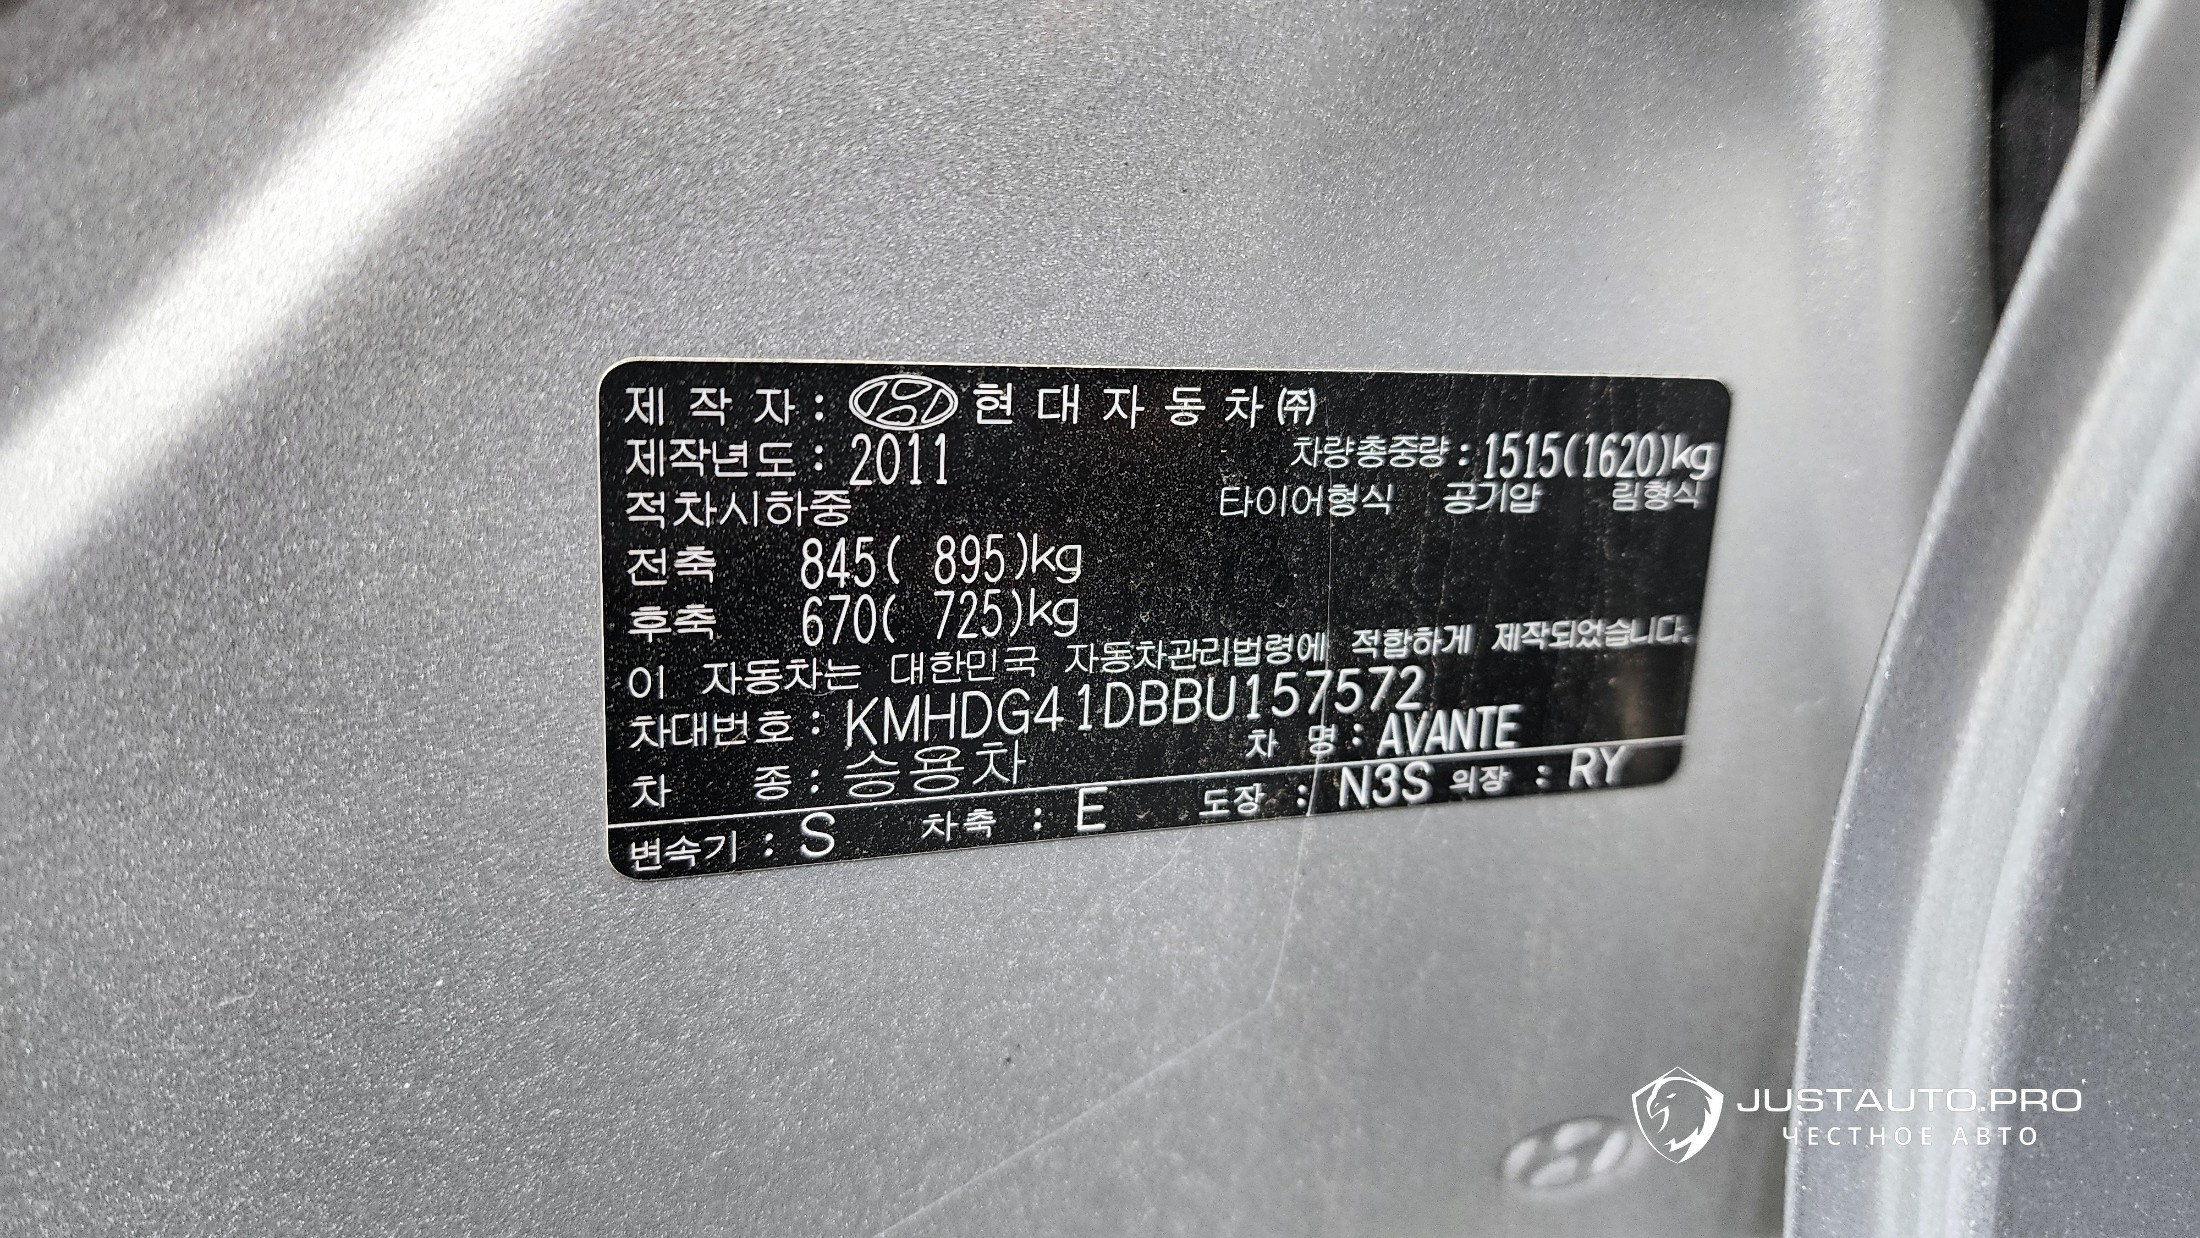 제 작 자 : 현 대 자 동 차 ㈜
제작년도 : 2011 차량총중량 : 1515(1620)kg
적차시하중 타이어형식 공기압 림형식
전축 845( 895)kg
후축 670( 725)kg
이 자동차는 대한민국 자동차관리법령에 적합하게 제작되었습니다.
차대번호 : KMHDG41DBBU157572
차 종 : 승용차 차 명 : AVANTE
변속기 : S 차축 : E 도장 : N3S 의장 : RY
JUSTAUTO.PRO
ЧЕСТНОЕ АВТО